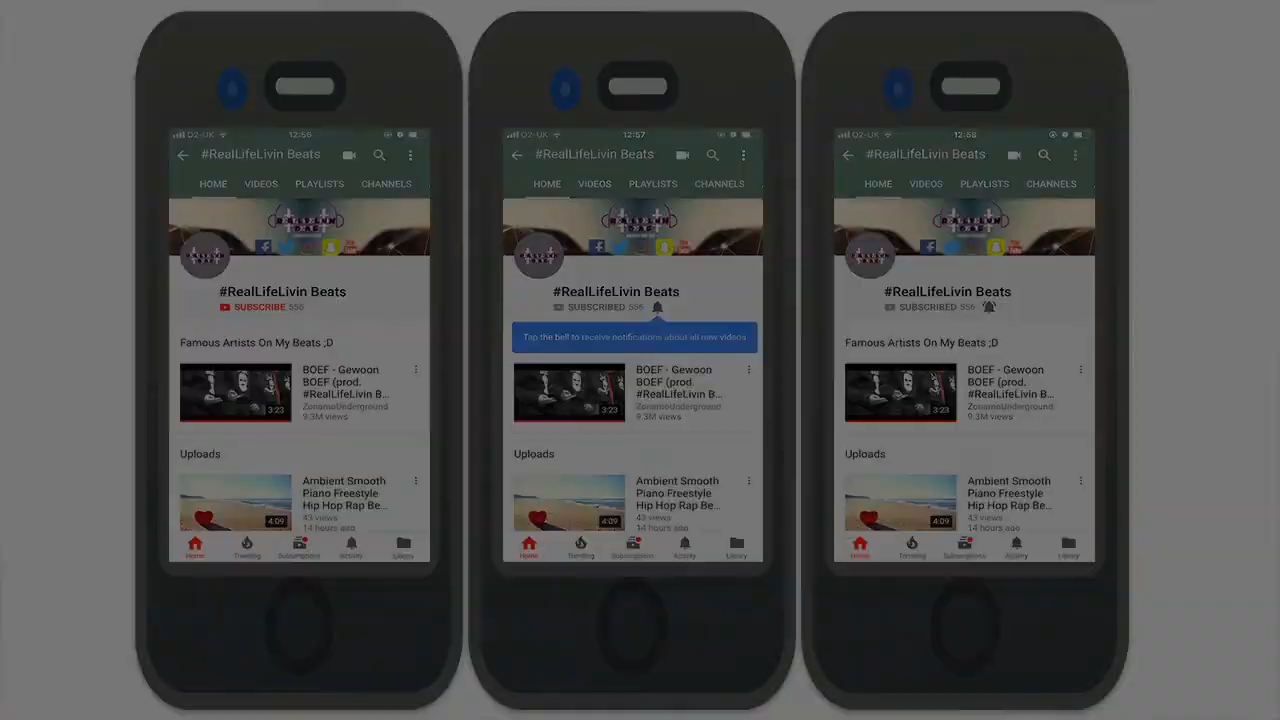 O2-UK 12:56
#RealLifeLivin Beats
HOME VIDEOS PLAYLISTS CHANNELS
#RealLifeLivin Beats
SUBSCRIBE 556
Famous Artists On My Beats ;D
BOEF - Gewoon
BOEF (prod.
#RealLifeLivin B...
ZonamoUnderground
9.3M views
3:23
Uploads
Ambient Smooth
Piano Freestyle
Hip Hop Rap Be...
43 views
14 hours ago
4:09
Home Trending Subscriptions Activity Library
O2-UK 12:57
#RealLifeLivin Beats
HOME VIDEOS PLAYLISTS CHANNELS
#RealLifeLivin Beats
SUBSCRIBED 556
Tap the bell to receive notifications about all new videos
Famous Artists On My Beats ;D
BOEF - Gewoon
BOEF (prod.
#RealLifeLivin B...
ZonamoUnderground
9.3M views
3:23
Uploads
Ambient Smooth
Piano Freestyle
Hip Hop Rap Be...
43 views
14 hours ago
4:09
Home Trending Subscriptions Activity Library
O2-UK 12:58
#RealLifeLivin Beats
HOME VIDEOS PLAYLISTS CHANNELS
#RealLifeLivin Beats
SUBSCRIBED 556
Famous Artists On My Beats ;D
BOEF - Gewoon
BOEF (prod.
#RealLifeLivin B...
ZonamoUnderground
9.3M views
3:23
Uploads
Ambient Smooth
Piano Freestyle
Hip Hop Rap Be...
43 views
14 hours ago
4:09
Home Trending Subscriptions Activity Library